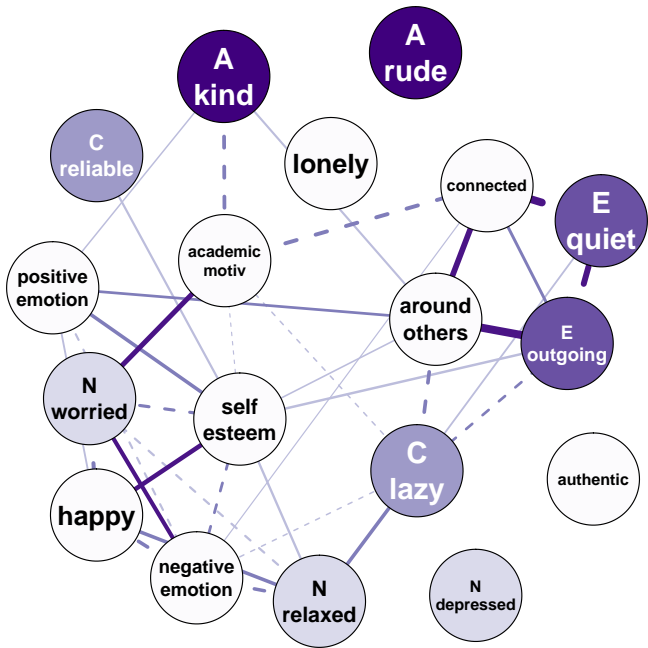 A
kind
A
rude
C
reliable
lonely
connected
E
quiet
academic
motiv
positive
emotion
around
others
E
outgoing
N
worried
self
esteem
C
lazy
authentic
happy
negative
emotion
N
relaxed
N
depressed